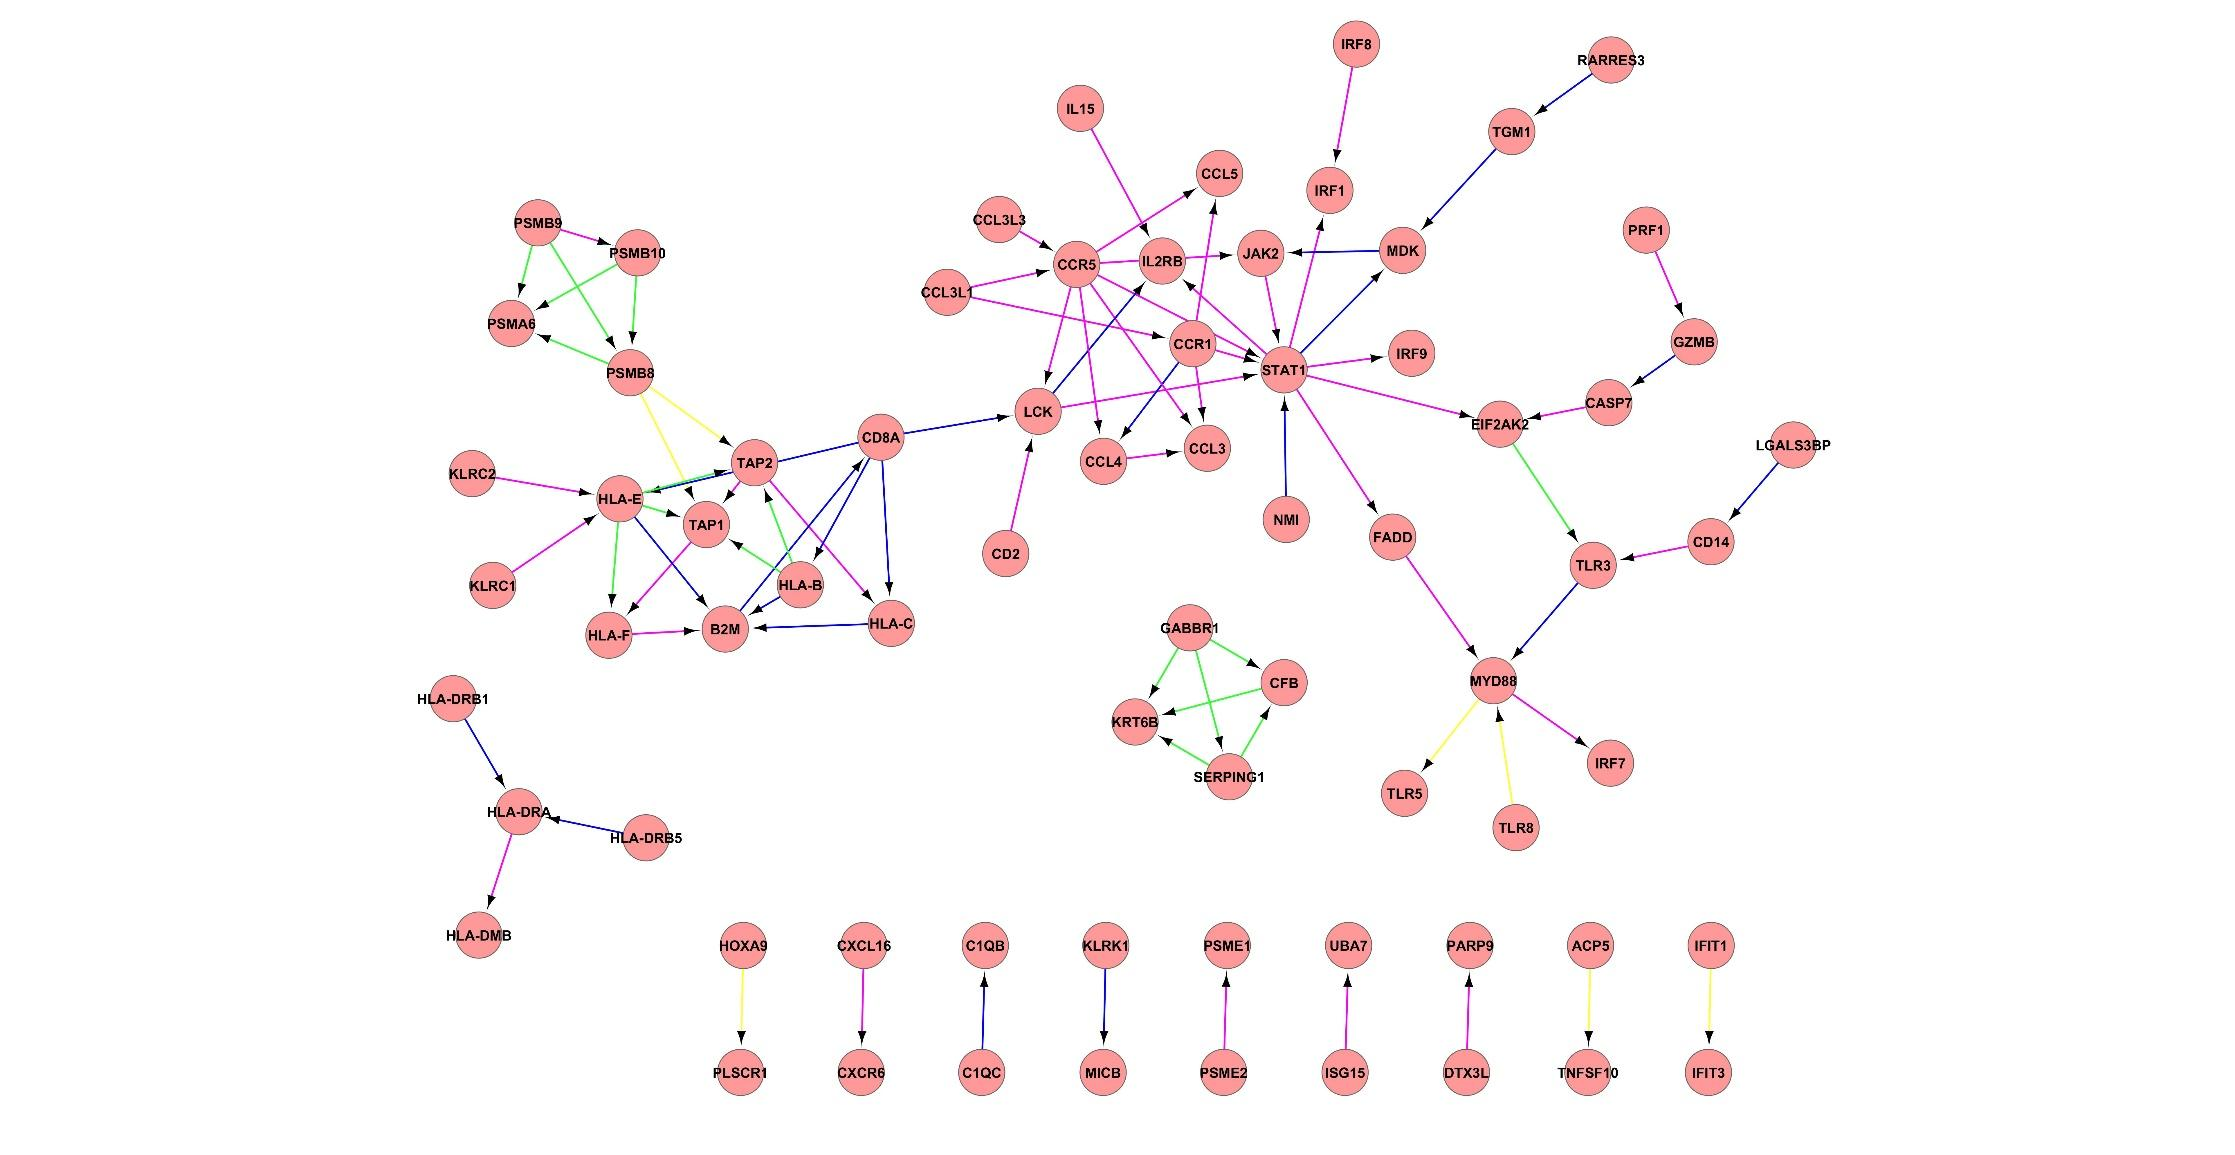 IRF8
RARRES3
IL15
TGM1
CCL5
IRF1
CCL3L3
PSMB9
PRF1
PSMB10
CCR5
IL2RB
JAK2
MDK
CCL3L1
PSMA6
CCR1
GZMB
IRF9
STAT1
PSMB8
CASP7
LCK
EIF2AK2
CD8A
LGALS3BP
CCL3
CCL4
TAP2
KLRC2
HLA-E
NMI
TAP1
FADD
CD14
CD2
TLR3
KLRC1
HLA-B
HLA-C
GABBR1
B2M
HLA-F
MYD88
CFB
HLA-DRB1
KRT6B
IRF7
SERPING1
TLR5
HLA-DRA
TLR8
HLA-DRB5
HLA-DMB
HOXA9
CXCL16
C1QB
KLRK1
PSME1
UBA7
PARP9
ACP5
IFIT1
PLSCR1
CXCR6
C1QC
MICB
PSME2
ISG15
DTX3L
TNFSF10
IFIT3